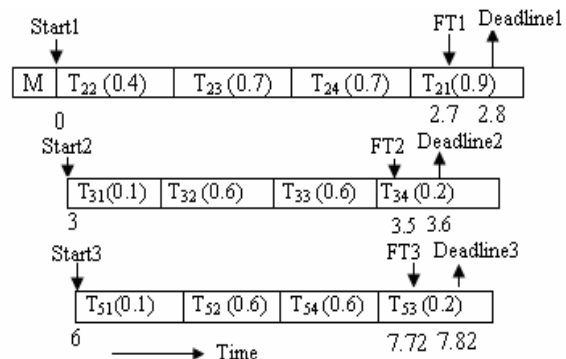 Start1 FT1 Deadline1
M T₂₂ (0.4) T₂₃ (0.7) T₂₄ (0.7) T₂₁(0.9)
0 2.7 2.8
Start2 FT2 Deadline2
T₃₁(0.1) T₃₂ (0.6) T₃₃ (0.6) T₃₄ (0.2)
3 3.5 3.6
Start3 FT3 Deadline3
T₅₁(0.1) T₅₂ (0.6) T₅₄ (0.6) T₅₃ (0.2)
6 7.72 7.82
Time